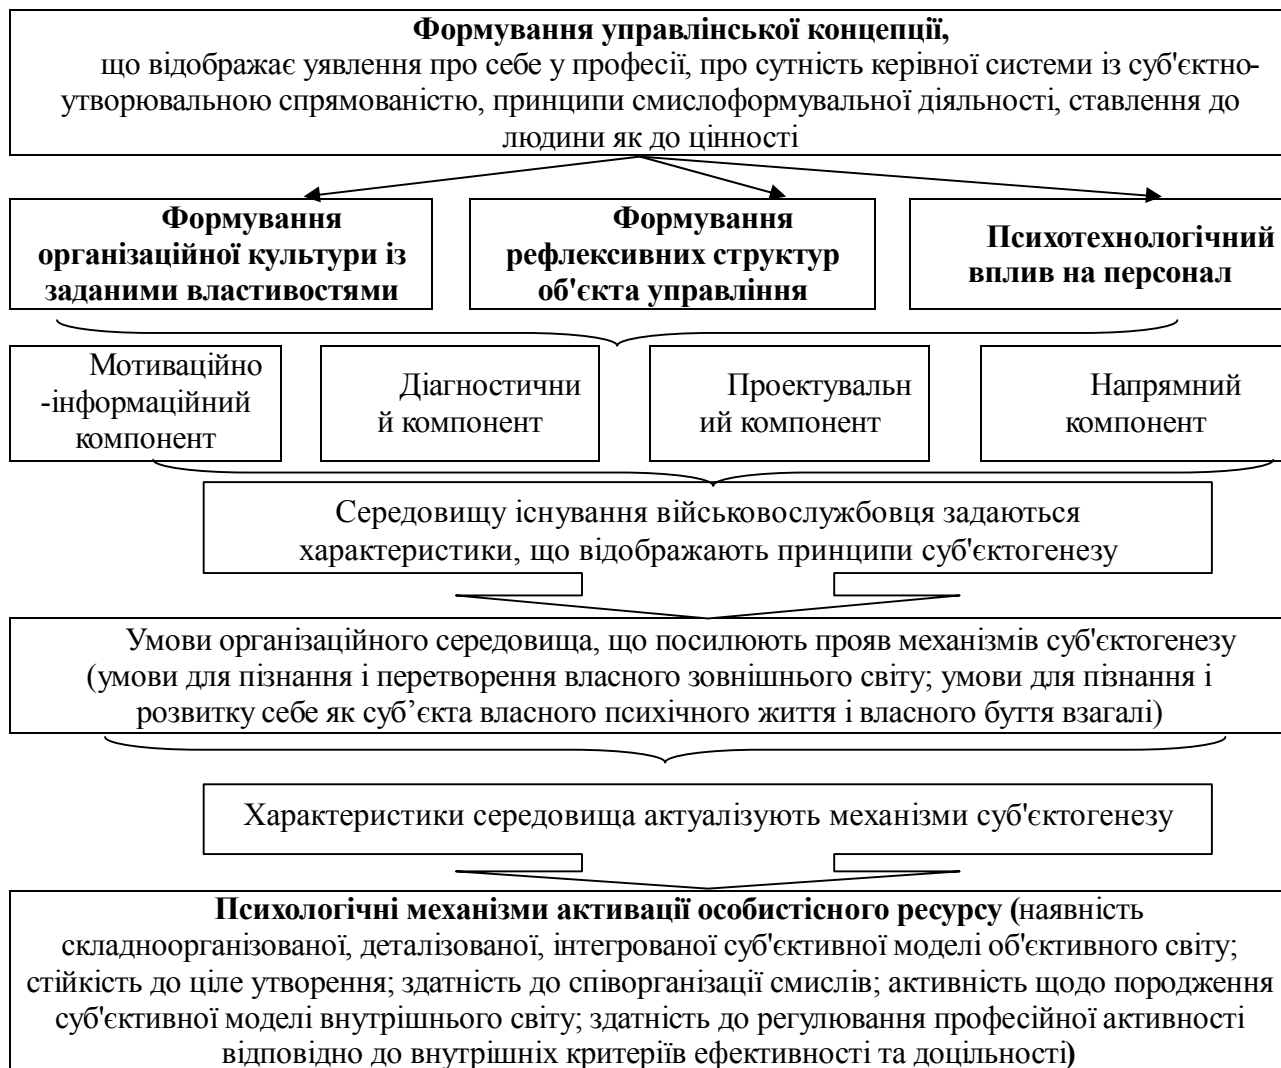 Формування управлінської концепції,
що відображає уявлення про себе у професії, про сутність керівної системи із суб'єктно-
утворювальною спрямованістю, принципи смислоформувальної діяльності, ставлення до
людини як до цінності
Формування
організаційної культури із
заданими властивостями
Формування
рефлексивних структур
об'єкта управління
Психотехнологічний
вплив на персонал
Мотиваційно
-інформаційний
компонент
Діагностични
й компонент
Проектувальн
ий компонент
Напрямний
компонент
Середовищу існування військовослужбовця задаються
характеристики, що відображають принципи суб'єктогенезу
Умови організаційного середовища, що посилюють прояв механізмів суб'єктогенезу
(умови для пізнання і перетворення власного зовнішнього світу; умови для пізнання і
розвитку себе як суб’єкта власного психічного життя і власного буття взагалі)
Характеристики середовища актуалізують механізми суб'єктогенезу
Психологічні механізми активації особистісного ресурсу (наявність
складноорганізованої, деталізованої, інтегрованої суб'єктивної моделі об'єктивного світу;
стійкість до ціле утворення; здатність до співорганізації смислів; активність щодо породження
суб'єктивної моделі внутрішнього світу; здатність до регулювання професійної активності
відповідно до внутрішніх критеріїв ефективності та доцільності)